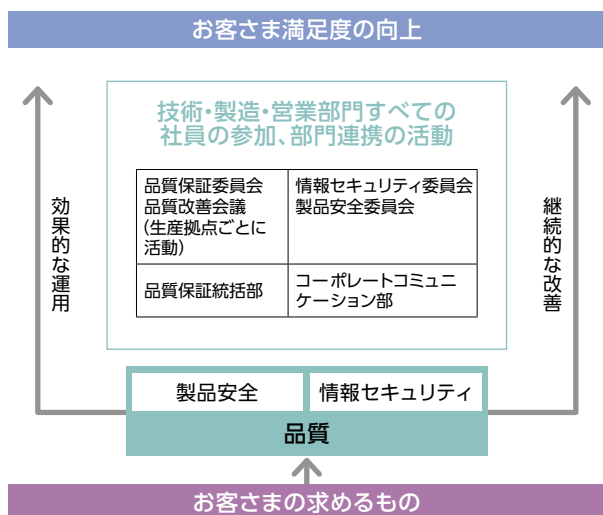 お客さま満足度の向上
技術・製造・営業部門すべての
社員の参加、部門連携の活動
効果的な運用
品質保証委員会
品質改善会議
(生産拠点ごとに
活動)
情報セキュリティ委員会
製品安全委員会
品質保証統括部
コーポレートコミュニ
ケーション部
継続的な改善
製品安全
情報セキュリティ
品質
お客さまの求めるもの